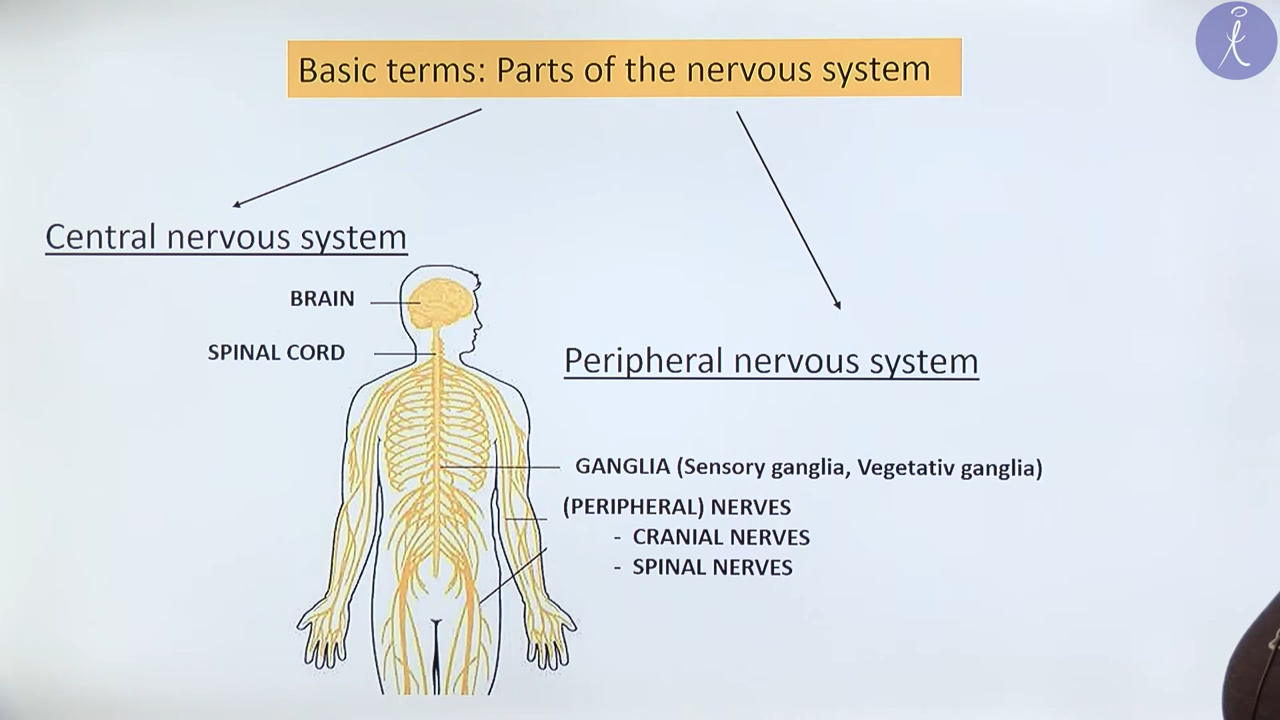 Basic terms: Parts of the nervous system
Central nervous system
BRAIN
SPINAL CORD
Peripheral nervous system
GANGLIA (Sensory ganglia, Vegetativ ganglia)
(PERIPHERAL) NERVES
- CRANIAL NERVES
- SPINAL NERVES